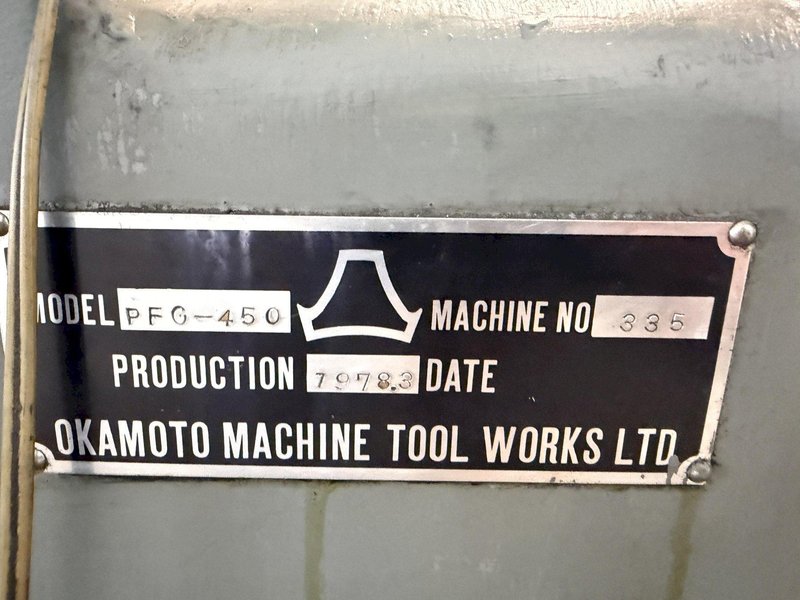 MODEL PFG-450 MACHINE NO 335
PRODUCTION 1978.3 DATE
OKAMOTO MACHINE TOOL WORKS LTD